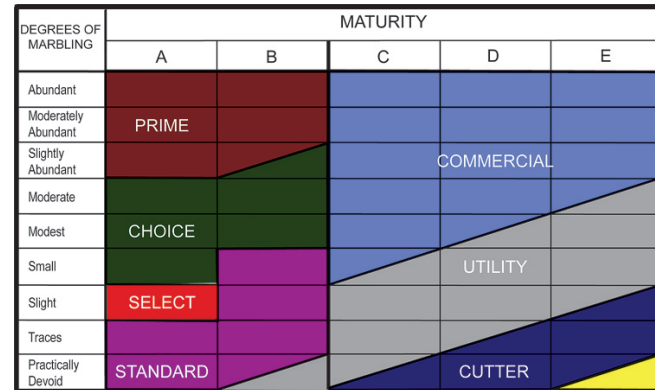 DEGREES OF
MARBLING
MATURITY
A B C D E
Abundant
Moderately
Abundant
PRIME
Slightly
Abundant
COMMERCIAL
Moderate
Modest
CHOICE
Small
UTILITY
Slight
SELECT
Traces
Practically
Devoid
STANDARD
CUTTER